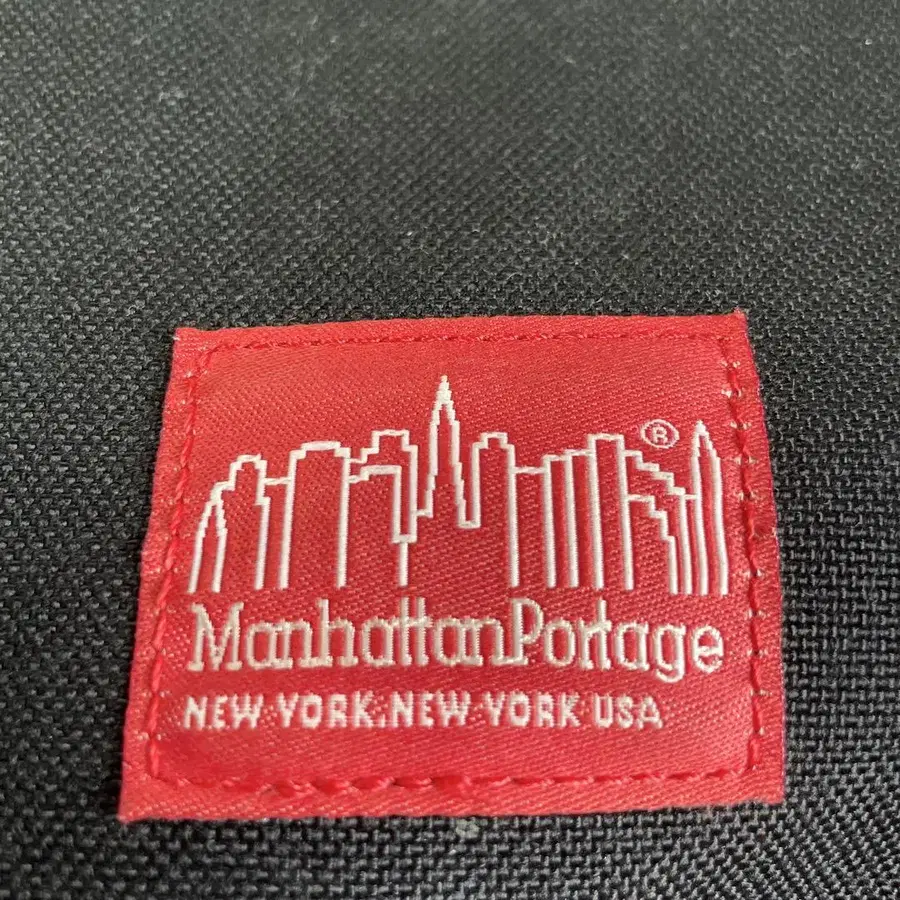 ®
ManhattanPortage
NEW YORK, NEW YORK USA